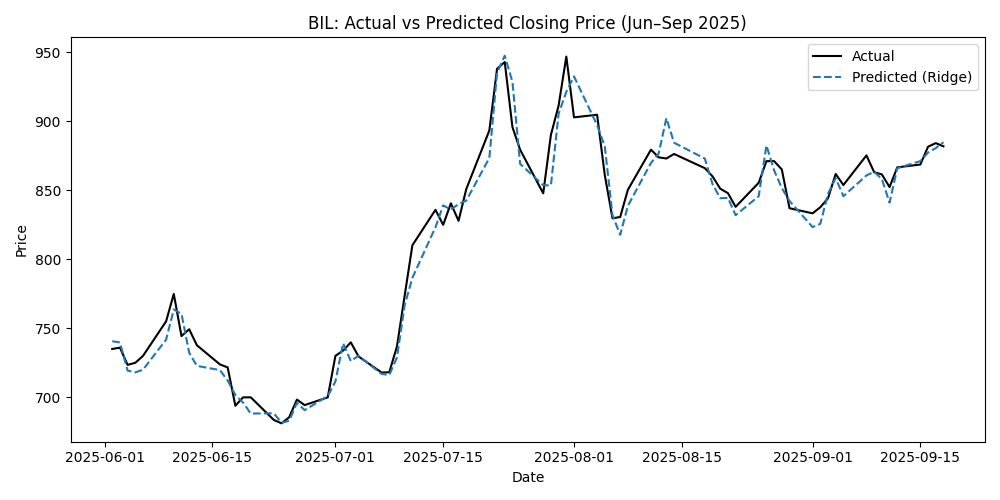 BIL: Actual vs Predicted Closing Price (Jun–Sep 2025)
Actual
Predicted (Ridge)
Price
950
900
850
800
750
700
2025-06-01 2025-06-15 2025-07-01 2025-07-15 2025-08-01 2025-08-15 2025-09-01 2025-09-15
Date